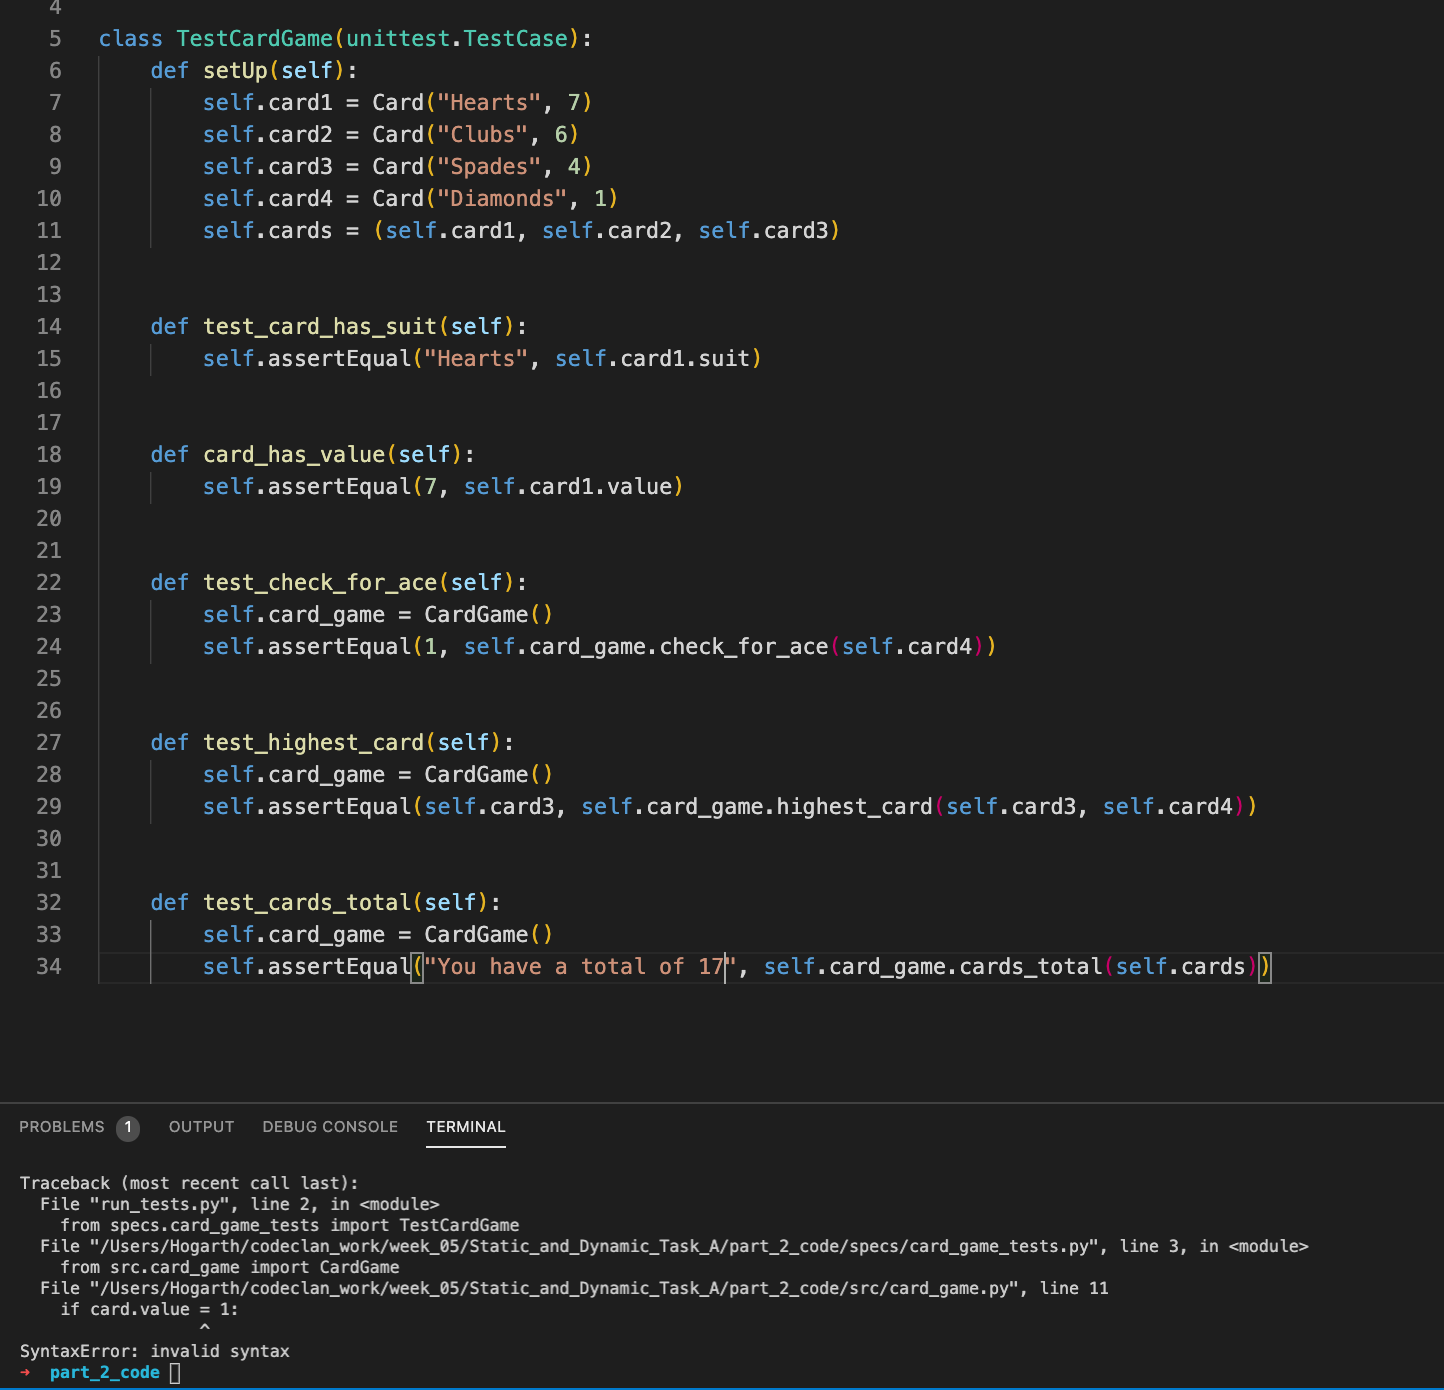 4
5 class TestCardGame(unittest.TestCase):
6 def setUp(self):
7 self.card1 = Card("Hearts", 7)
8 self.card2 = Card("Clubs", 6)
9 self.card3 = Card("Spades", 4)
10 self.card4 = Card("Diamonds", 1)
11 self.cards = (self.card1, self.card2, self.card3)
12
13
14 def test_card_has_suit(self):
15 self.assertEqual("Hearts", self.card1.suit)
16
17
18 def card_has_value(self):
19 self.assertEqual(7, self.card1.value)
20
21
22 def test_check_for_ace(self):
23 self.card_game = CardGame()
24 self.assertEqual(1, self.card_game.check_for_ace(self.card4))
25
26
27 def test_highest_card(self):
28 self.card_game = CardGame()
29 self.assertEqual(self.card3, self.card_game.highest_card(self.card3, self.card4))
30
31
32 def test_cards_total(self):
33 self.card_game = CardGame()
34 self.assertEqual("You have a total of 17", self.card_game.cards_total(self.cards))
PROBLEMS 1 OUTPUT DEBUG CONSOLE TERMINAL
Traceback (most recent call last):
File "run_tests.py", line 2, in <module>
from specs.card_game_tests import TestCardGame
File "/Users/Hogarth/codeclan_work/week_05/Static_and_Dynamic_Task_A/part_2_code/specs/card_game_tests.py", line 3, in <module>
from src.card_game import CardGame
File "/Users/Hogarth/codeclan_work/week_05/Static_and_Dynamic_Task_A/part_2_code/src/card_game.py", line 11
if card.value = 1:
^
SyntaxError: invalid syntax
→ part_2_code